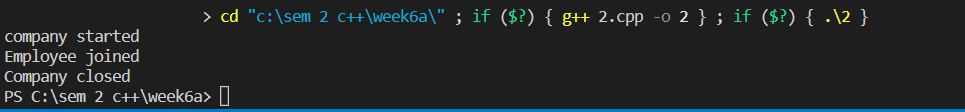 > cd "c:\sem 2 c++\week6a\" ; if ($?) { g++ 2.cpp -o 2 } ; if ($?) { .\2 }
company started
Employee joined
Company closed
PS C:\sem 2 c++\week6a>